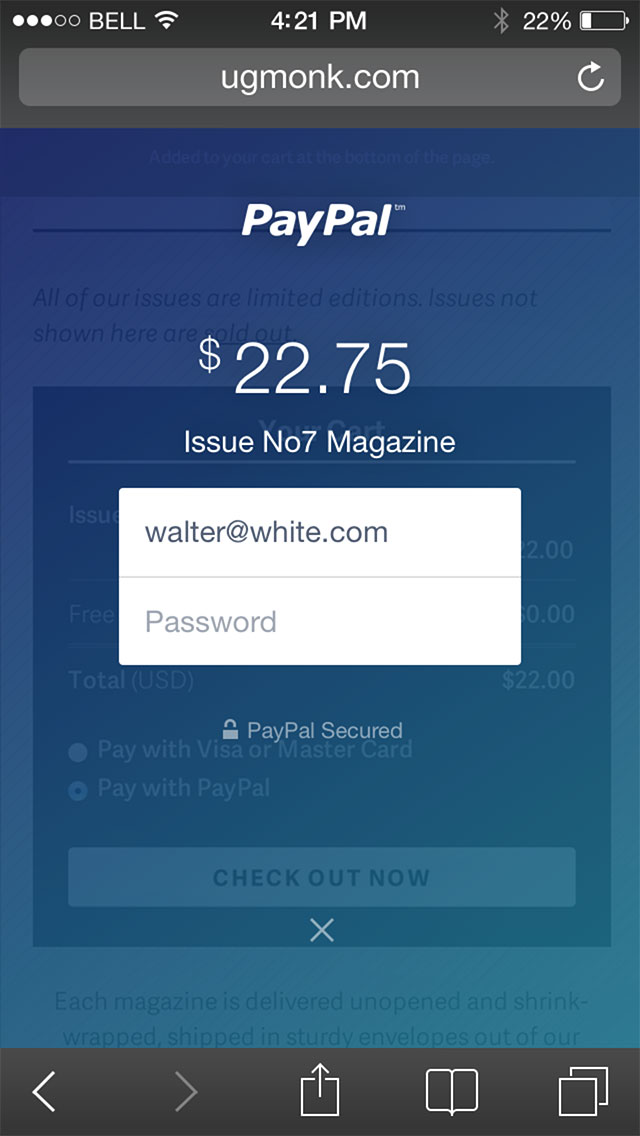 BELL 4:21 PM 22%
ugmonk.com
Added to your cart at the bottom of the page.
PayPal™
All of our issues are limited editions. Issues not
shown here are sold out.
$22.75
Your Cart
Issue No7 Magazine
Issue
walter@white.com
22.00
Free
$0.00
Password
Total (USD) $22.00
PayPal Secured
Pay with Visa or Master Card
Pay with PayPal
CHECK OUT NOW
Each magazine is delivered unopened and shrink-
wrapped, shipped in sturdy envelopes out of our